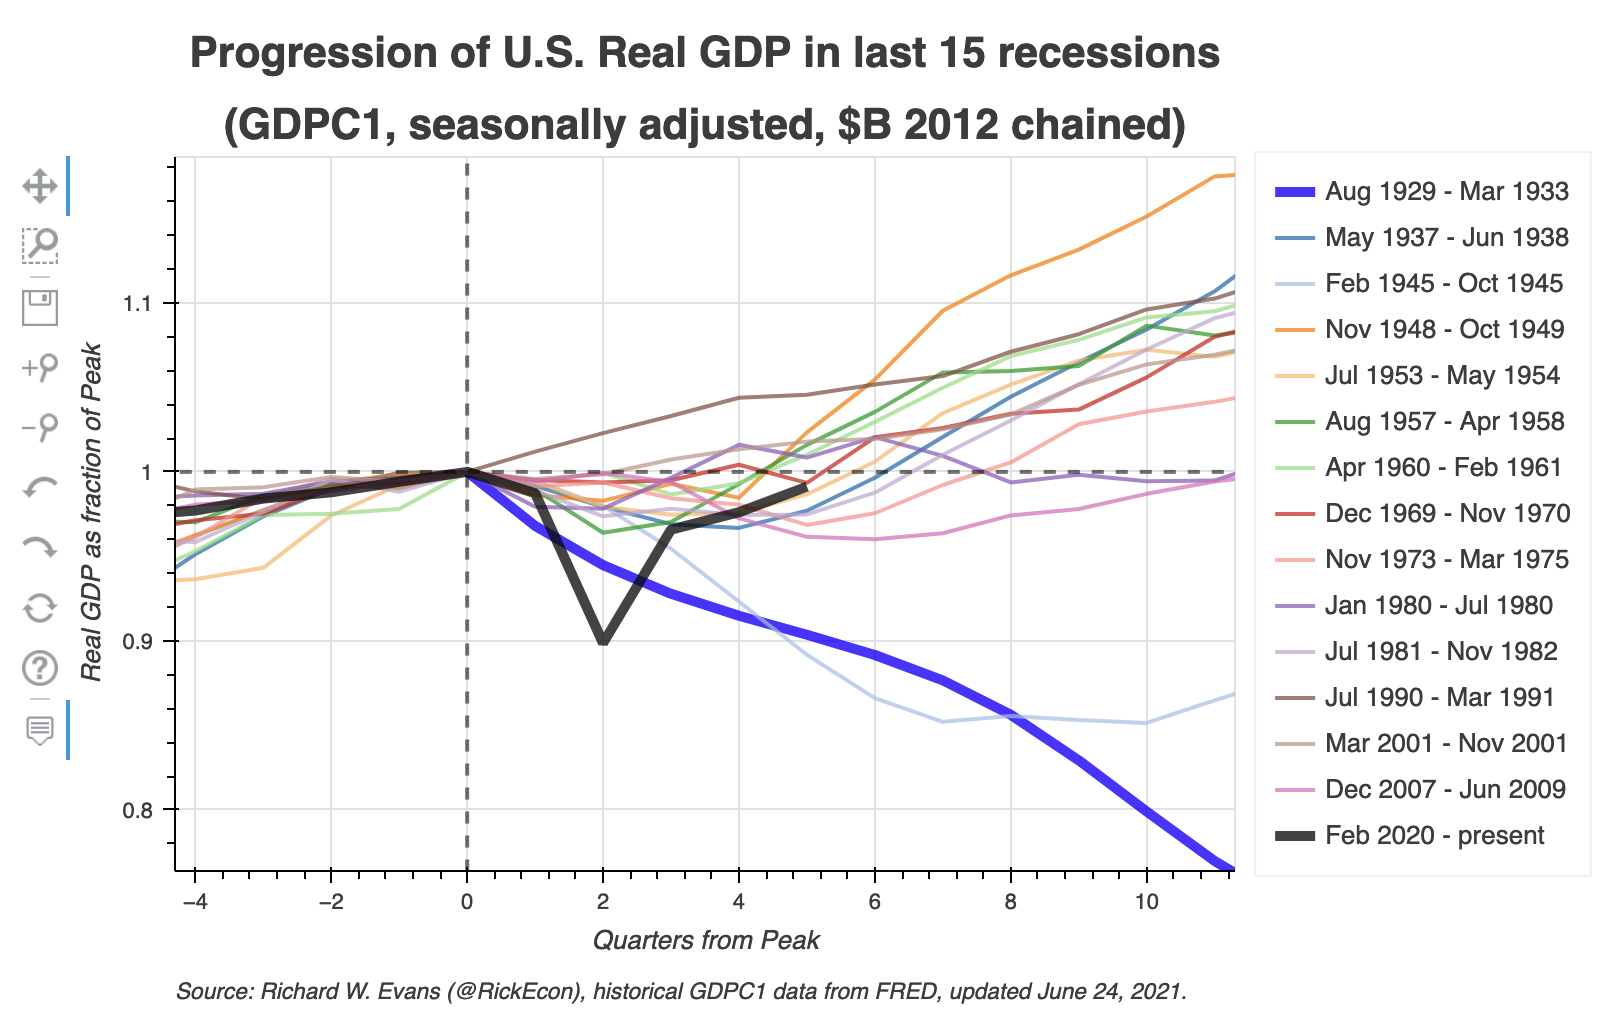 Progression of U.S. Real GDP in last 15 recessions
(GDPC1, seasonally adjusted, $B 2012 chained)
Real GDP as fraction of Peak
1.1
1
0.9
0.8
−4
−2
0
2
4
6
8
10
Quarters from Peak
Aug 1929 - Mar 1933
May 1937 - Jun 1938
Feb 1945 - Oct 1945
Nov 1948 - Oct 1949
Jul 1953 - May 1954
Aug 1957 - Apr 1958
Apr 1960 - Feb 1961
Dec 1969 - Nov 1970
Nov 1973 - Mar 1975
Jan 1980 - Jul 1980
Jul 1981 - Nov 1982
Jul 1990 - Mar 1991
Mar 2001 - Nov 2001
Dec 2007 - Jun 2009
Feb 2020 - present
Source: Richard W. Evans (@RickEcon), historical GDPC1 data from FRED, updated June 24, 2021.